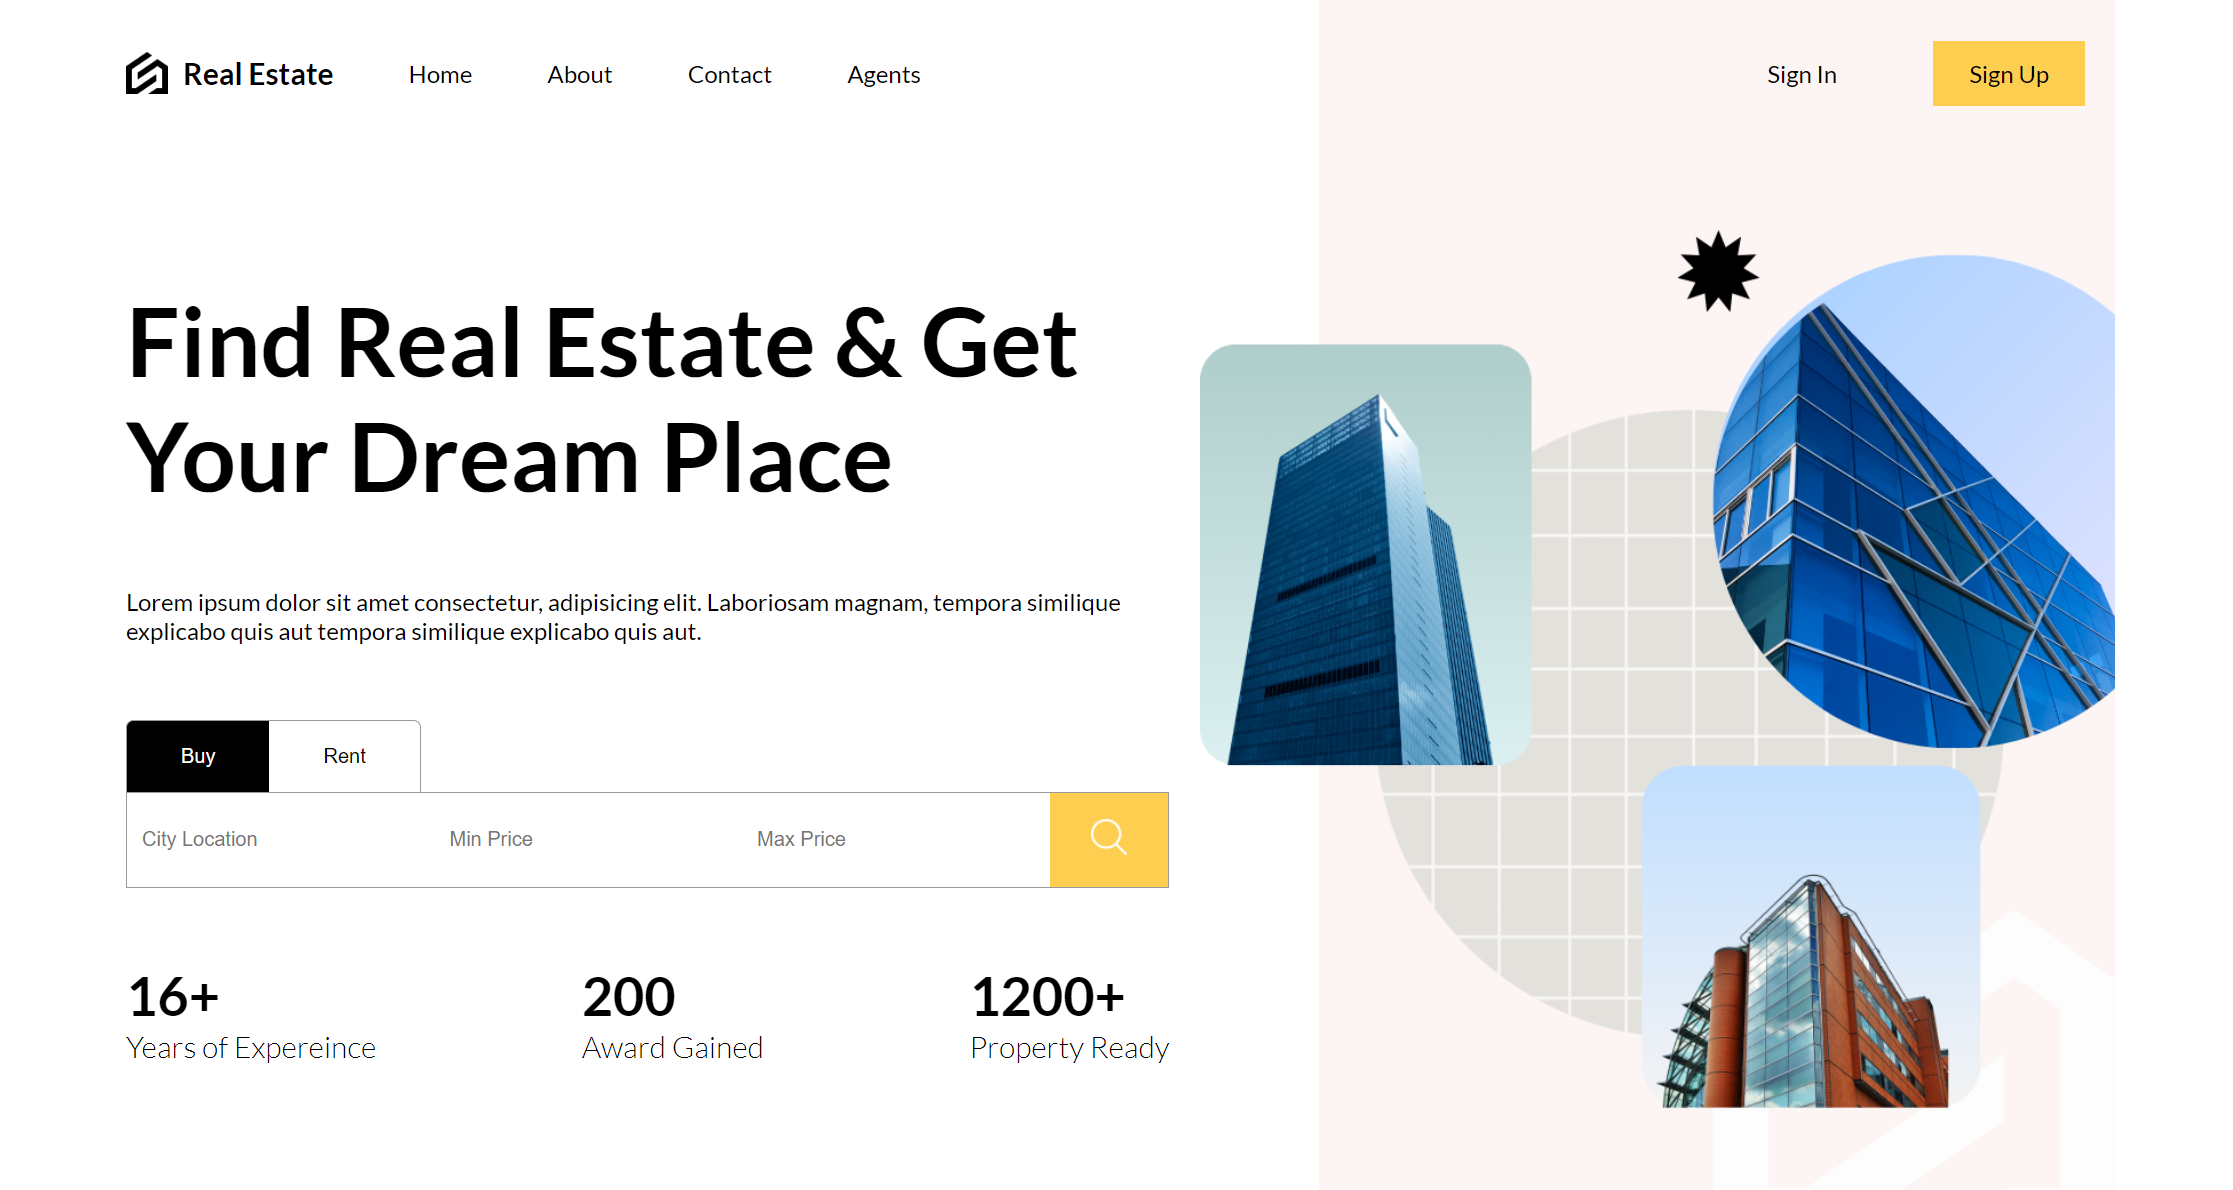 Real Estate
Home
About
Contact
Agents
Sign In
Sign Up
Find Real Estate & Get
Your Dream Place
Lorem ipsum dolor sit amet consectetur, adipisicing elit. Laboriosam magnam, tempora similique
explicabo quis aut tempora similique explicabo quis aut.
Buy
Rent
City Location
Min Price
Max Price
16+
Years of Expereince
200
Award Gained
1200+
Property Ready